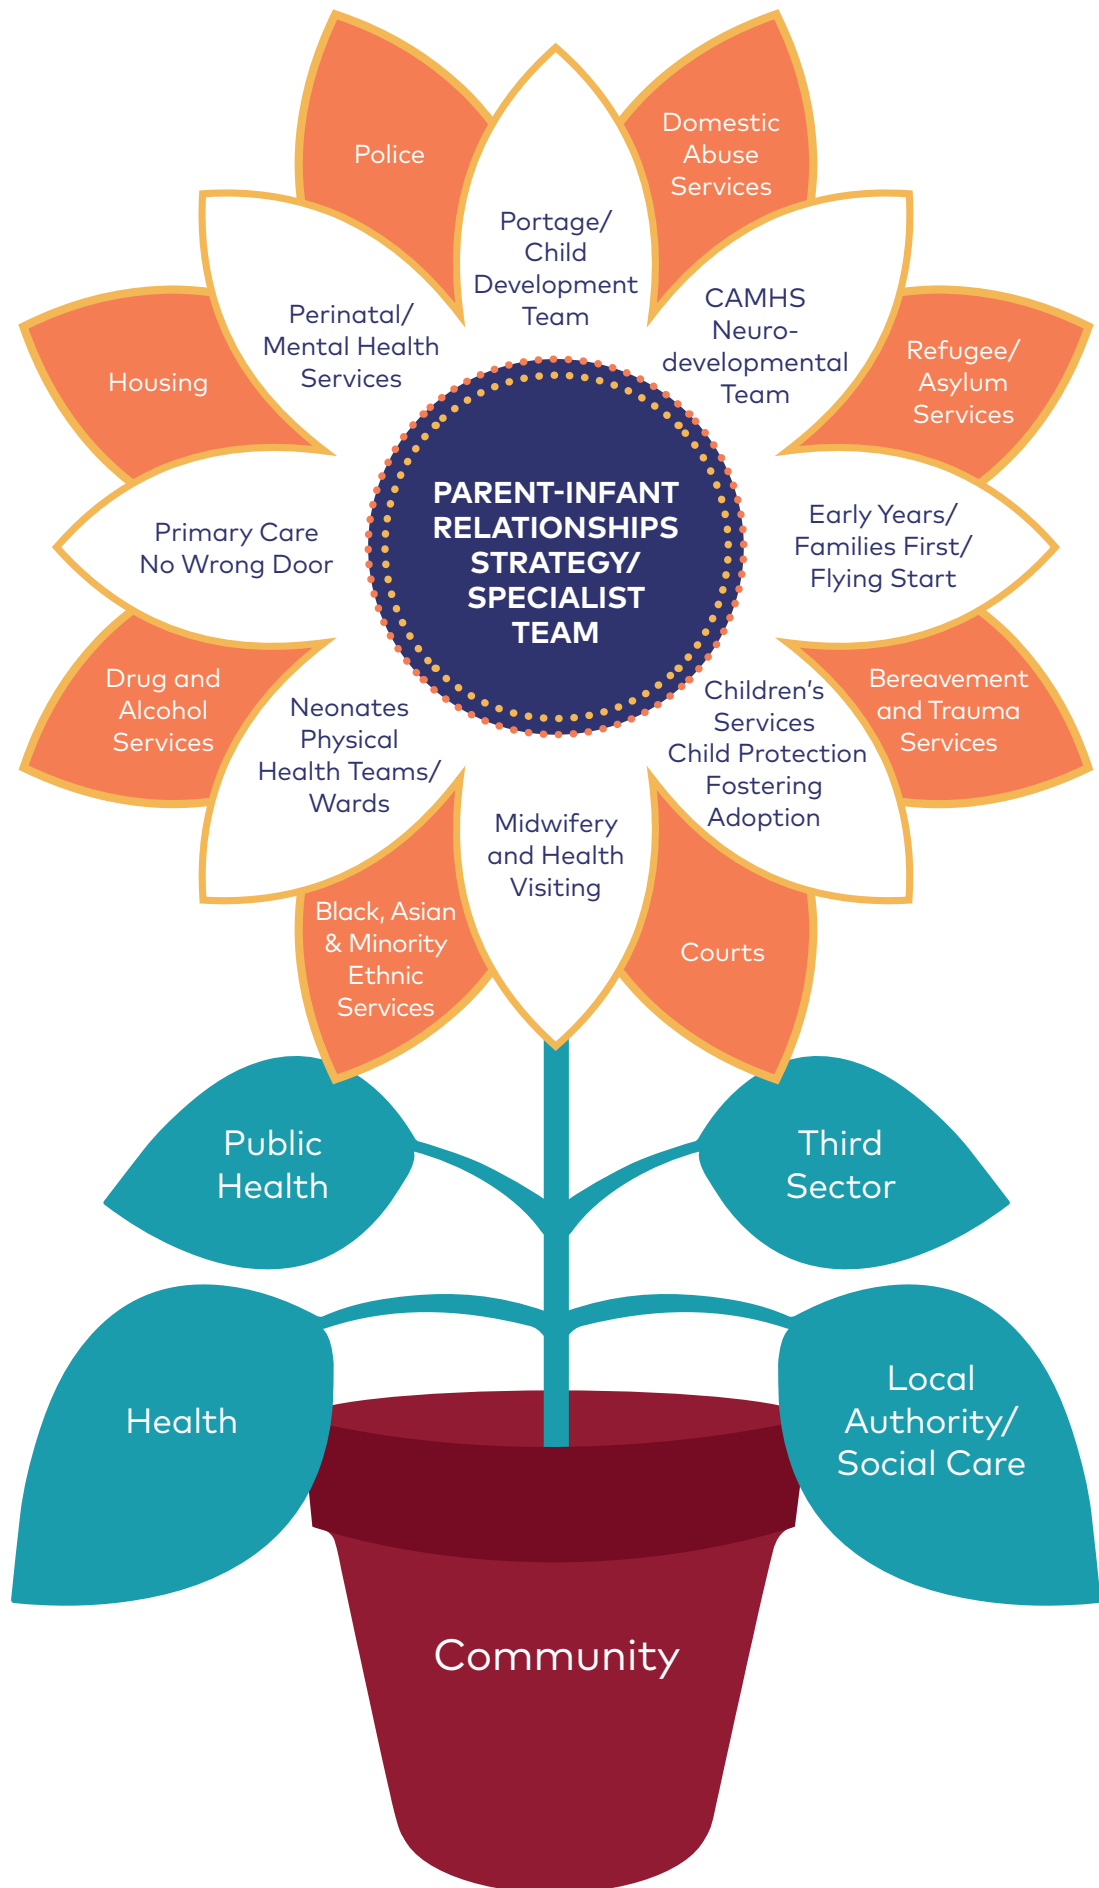 Police
Domestic
Abuse
Services
Portage/
Child
Development
Team
Perinatal/
Mental Health
Services
CAMHS
Neuro-
developmental
Team
Housing
Refugee/
Asylum
Services
PARENT-INFANT
RELATIONSHIPS
STRATEGY/
SPECIALIST
TEAM
Primary Care
No Wrong Door
Early Years/
Families First/
Flying Start
Drug and
Alcohol
Services
Neonates
Physical
Health Teams/
Wards
Children's
Services
Child Protection
Fostering
Adoption
Bereavement
and Trauma
Services
Midwifery
and Health
Visiting
Black, Asian
& Minority
Ethnic
Services
Courts
Public
Health
Third
Sector
Health
Local
Authority/
Social Care
Community